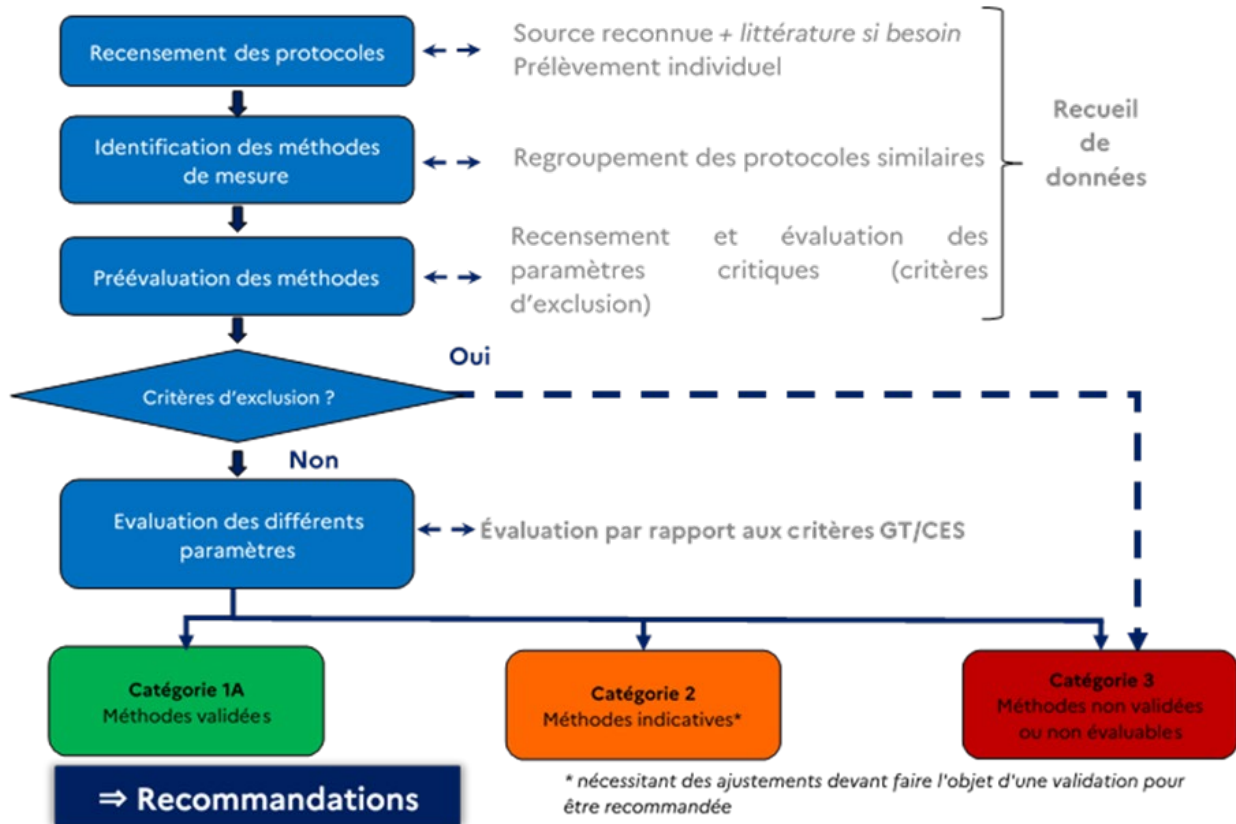 Recensement des protocoles
Source reconnue + littérature si besoin
Prélèvement individuel
Identification des méthodes
de mesure
Regroupement des protocoles similaires
Recueil
de
données
Préévaluation des méthodes
Recensement et évaluation des
paramètres critiques (critères
d'exclusion)
Oui
Critères d'exclusion ?
Non
Evaluation des différents
paramètres
Évaluation par rapport aux critères GT/CES
Catégorie 1A
Méthodes validées
Catégorie 2
Méthodes indicatives*
Catégorie 3
Méthodes non validées
ou non évaluables
⇒ Recommandations
* nécessitant des ajustements devant faire l'objet d'une validation pour
être recommandée